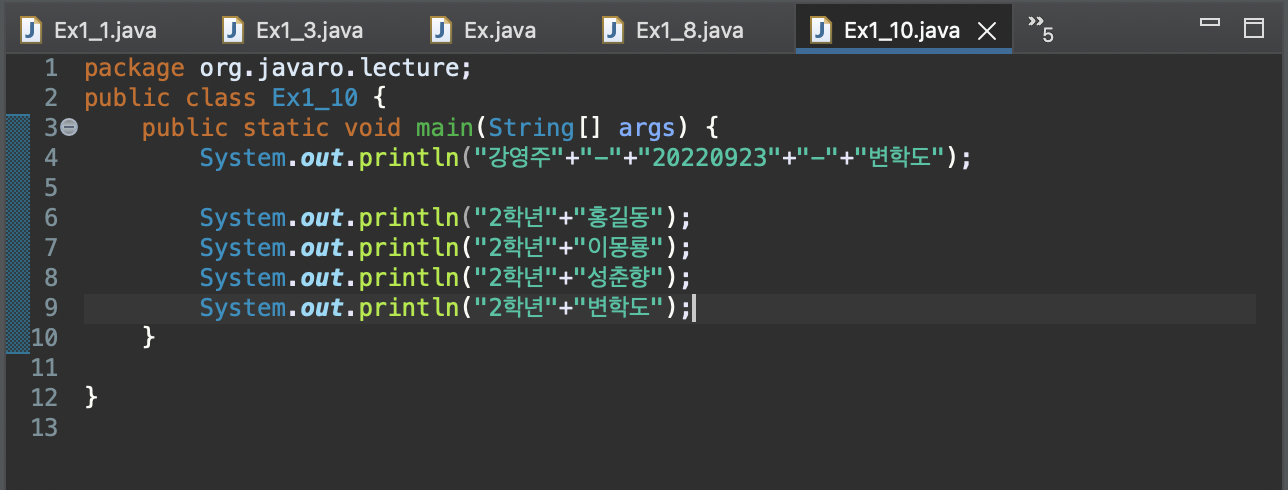 Ex1_1.java Ex1_3.java Ex.java Ex1_8.java Ex1_10.java »5
1 package org.javaro.lecture;
2 public class Ex1_10 {
3 public static void main(String[] args) {
4 System.out.println("강영주"+"-"+"20220923"+"-"+"변학도");
5
6 System.out.println("2학년"+"홍길동");
7 System.out.println("2학년"+"이몽룡");
8 System.out.println("2학년"+"성춘향");
9 System.out.println("2학년"+"변학도");
10 }
11
12 }
13